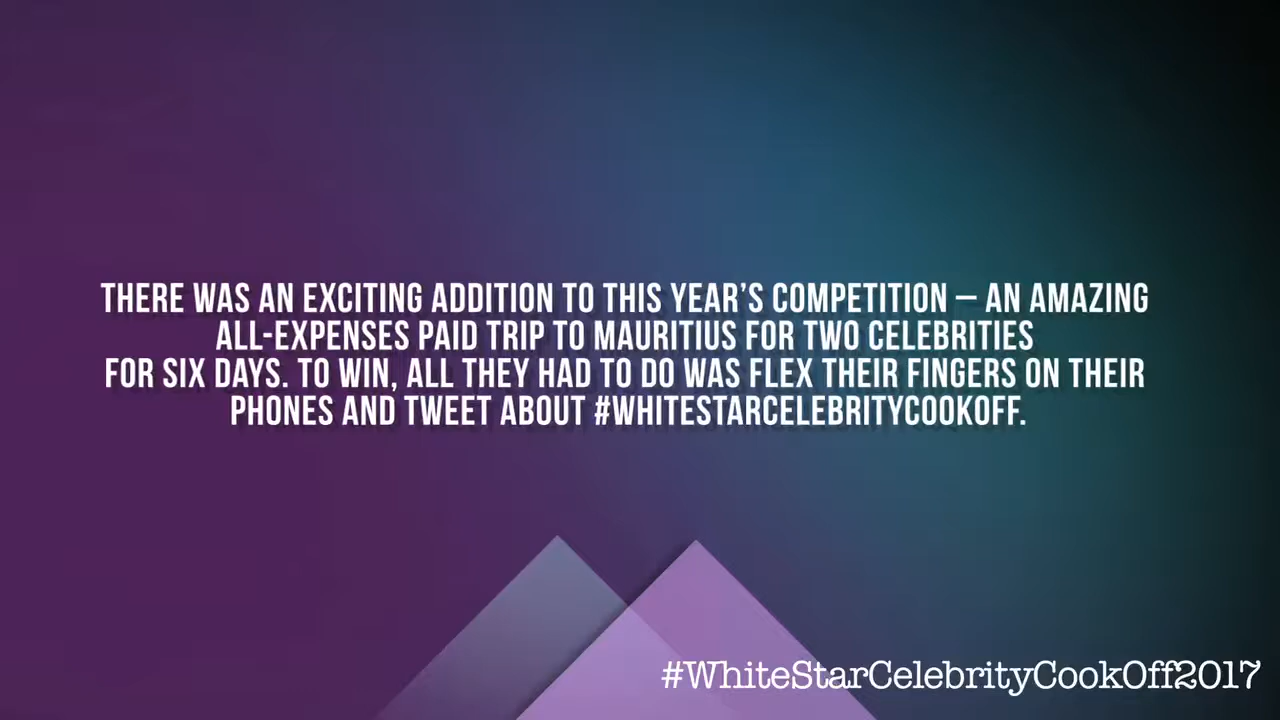 THERE WAS AN EXCITING ADDITION TO THIS YEAR'S COMPETITION – AN AMAZING
ALL-EXPENSES PAID TRIP TO MAURITIUS FOR TWO CELEBRITIES
FOR SIX DAYS. TO WIN, ALL THEY HAD TO DO WAS FLEX THEIR FINGERS ON THEIR
PHONES AND TWEET ABOUT #WHITESTARCELEBRITYCOOKOFF.
#WhiteStarCelebrityCookOff2017